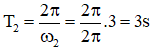 T₂ = 2π/ω₂ = 2π/2π .3 = 3s